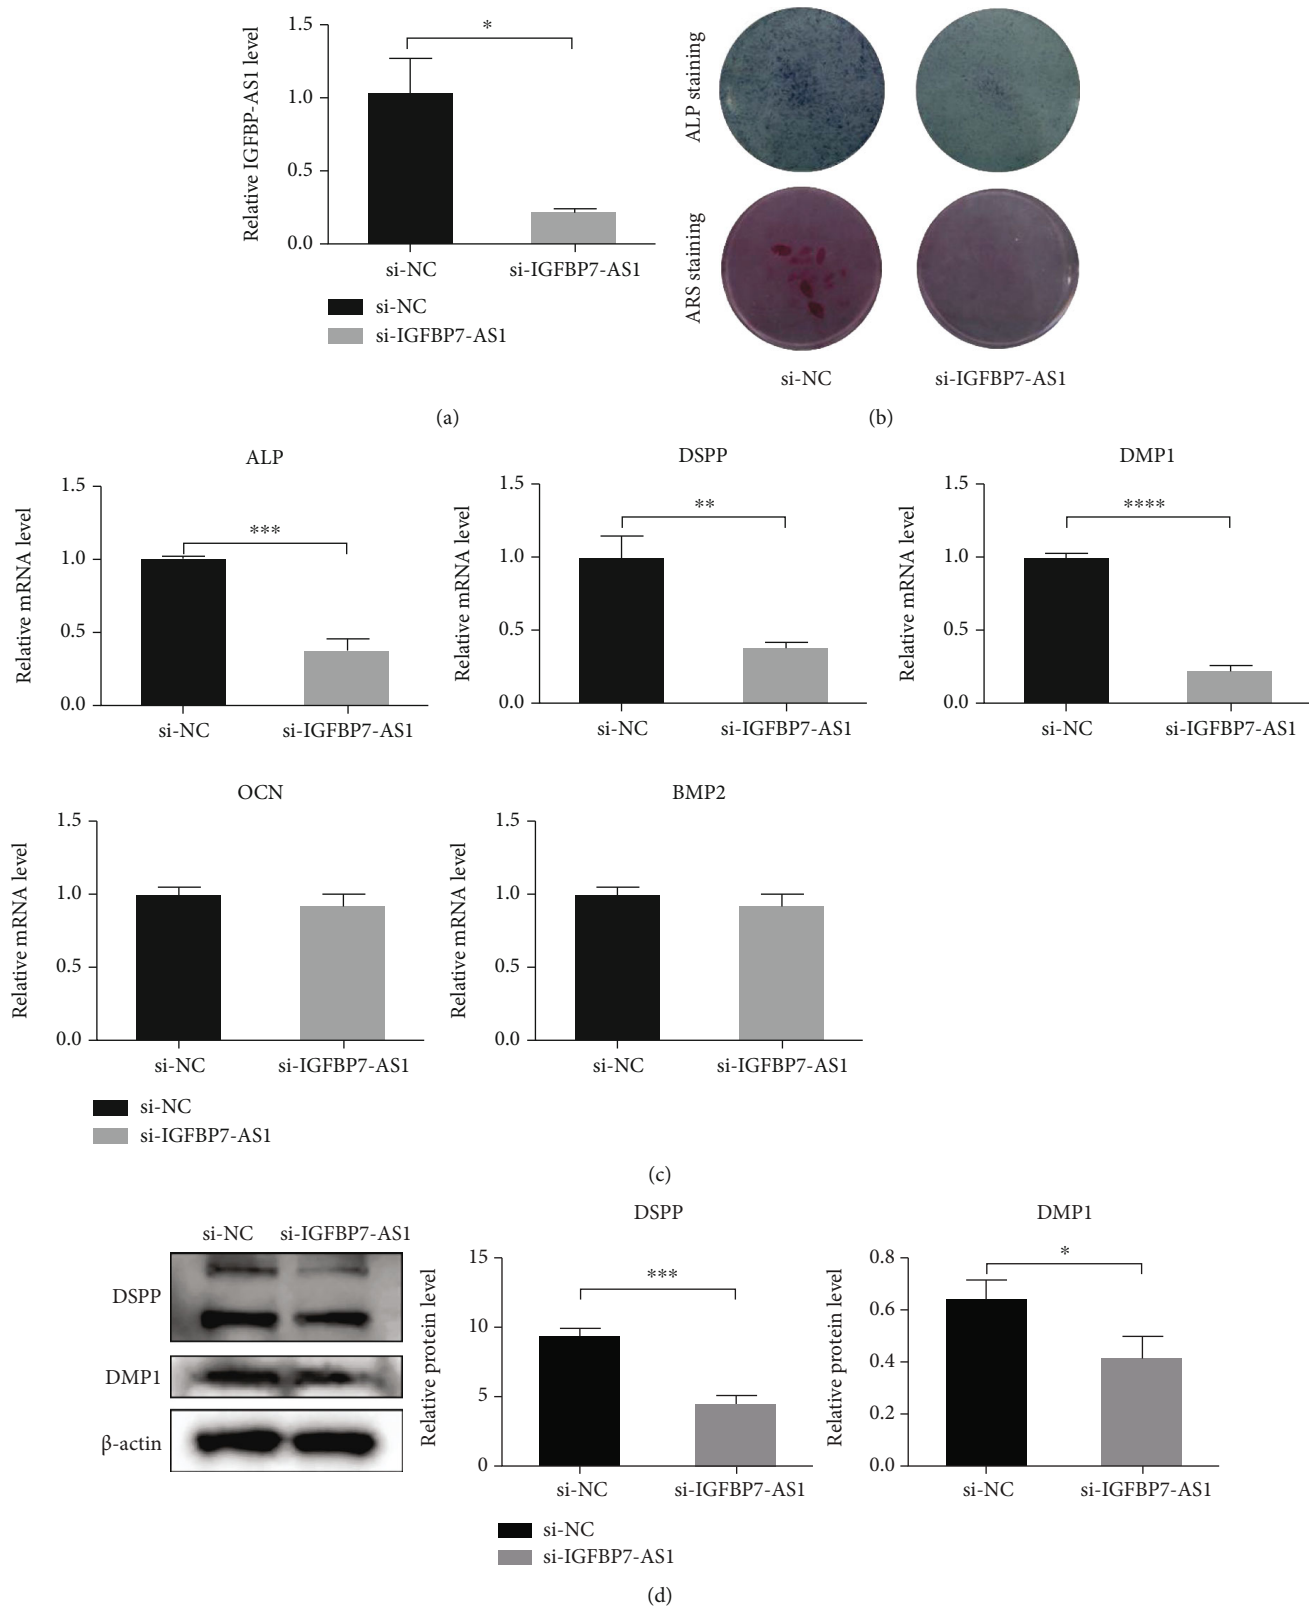 1.5
1.0
0.5
0.0
Relative IGFBP-AS1 level
*
si-NC
si-IGFBP7-AS1
si-NC
si-IGFBP7-AS1
(a)
ALP staining
ARS staining
si-NC
si-IGFBP7-AS1
(b)
ALP
1.5
1.0
0.5
0.0
Relative mRNA level
***
si-NC
si-IGFBP7-AS1
DSPP
1.5
1.0
0.5
0.0
Relative mRNA level
**
si-NC
si-IGFBP7-AS1
DMP1
1.5
1.0
0.5
0.0
Relative mRNA level
****
si-NC
si-IGFBP7-AS1
OCN
1.5
1.0
0.5
0.0
Relative mRNA level
si-NC
si-IGFBP7-AS1
BMP2
1.5
1.0
0.5
0.0
Relative mRNA level
si-NC
si-IGFBP7-AS1
si-NC
si-IGFBP7-AS1
(c)
si-NC si-IGFBP7-AS1
DSPP
DMP1
β-actin
DSPP
15
10
5
0
Relative protein level
***
si-NC
si-IGFBP7-AS1
DMP1
0.8
0.6
0.4
0.2
0.0
Relative protein level
*
si-NC
si-IGFBP7-AS1
si-NC
si-IGFBP7-AS1
(d)